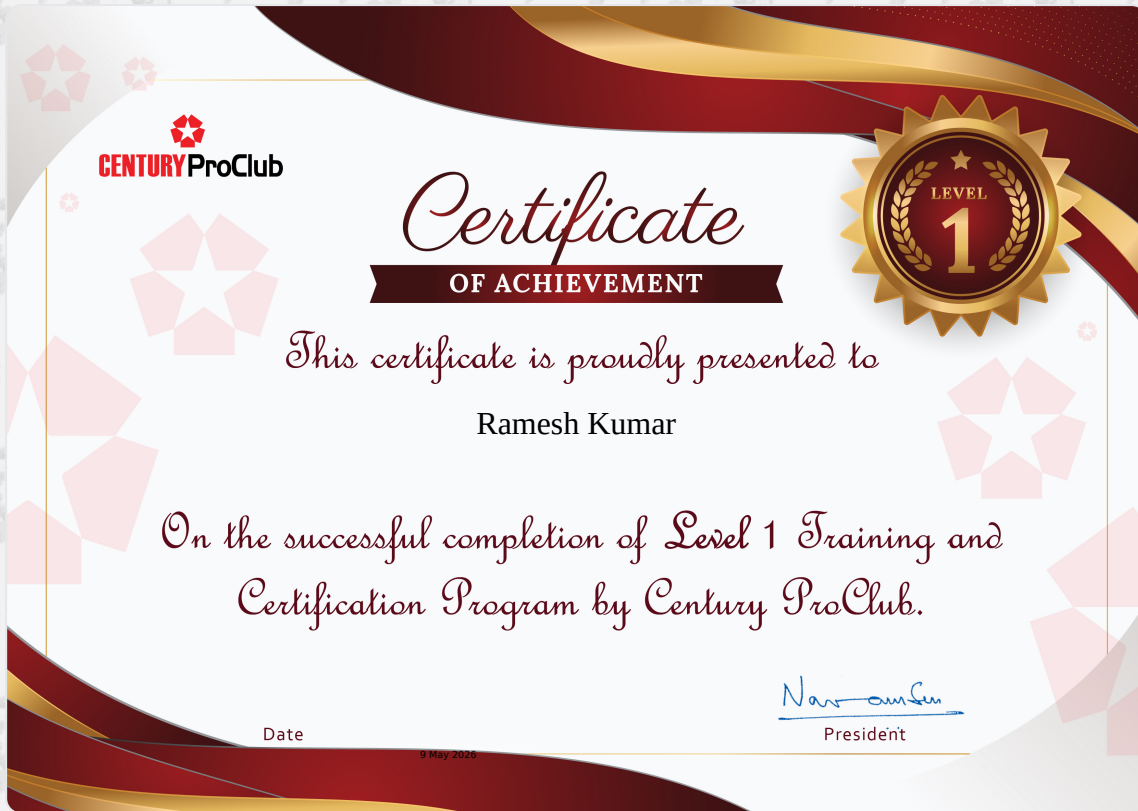 CENTURY ProClub
LEVEL
1
Certificate
OF ACHIEVEMENT
This certificate is proudly presented to
Ramesh Kumar
On the successful completion of Level 1 Training and
Certification Program by Century ProClub.
Date
President
9 May 2026